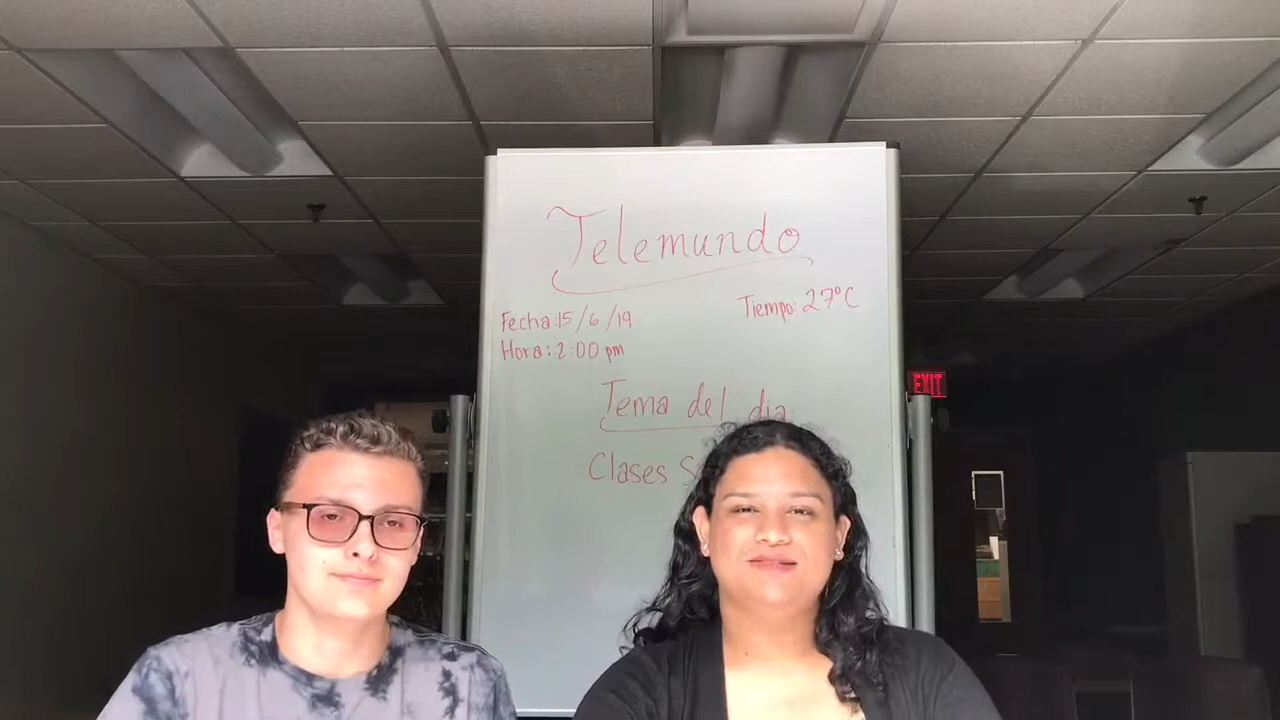 Telemundo
Fecha: 15/6/19
Tiempo: 27°C
Hora: 2:00 pm
EXIT
Tema del dia
Clases